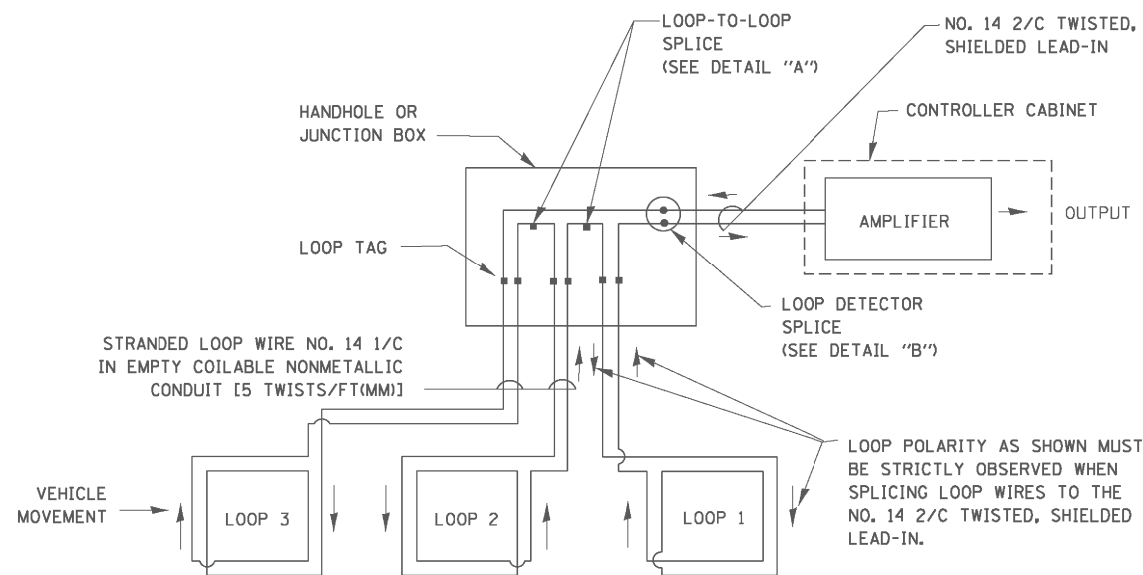 LOOP-TO-LOOP
SPLICE
(SEE DETAIL "A")
NO. 14 2/C TWISTED,
SHIELDED LEAD-IN
HANDHOLE OR
JUNCTION BOX
CONTROLLER CABINET
AMPLIFIER
OUTPUT
LOOP TAG
LOOP DETECTOR
SPLICE
(SEE DETAIL "B")
STRANDED LOOP WIRE NO. 14 1/C
IN EMPTY COILABLE NONMETALLIC
CONDUIT [5 TWISTS/FT(MM)]
LOOP POLARITY AS SHOWN MUST
BE STRICTLY OBSERVED WHEN
SPLICING LOOP WIRES TO THE
NO. 14 2/C TWISTED, SHIELDED
LEAD-IN.
VEHICLE
MOVEMENT
LOOP 3
LOOP 2
LOOP 1